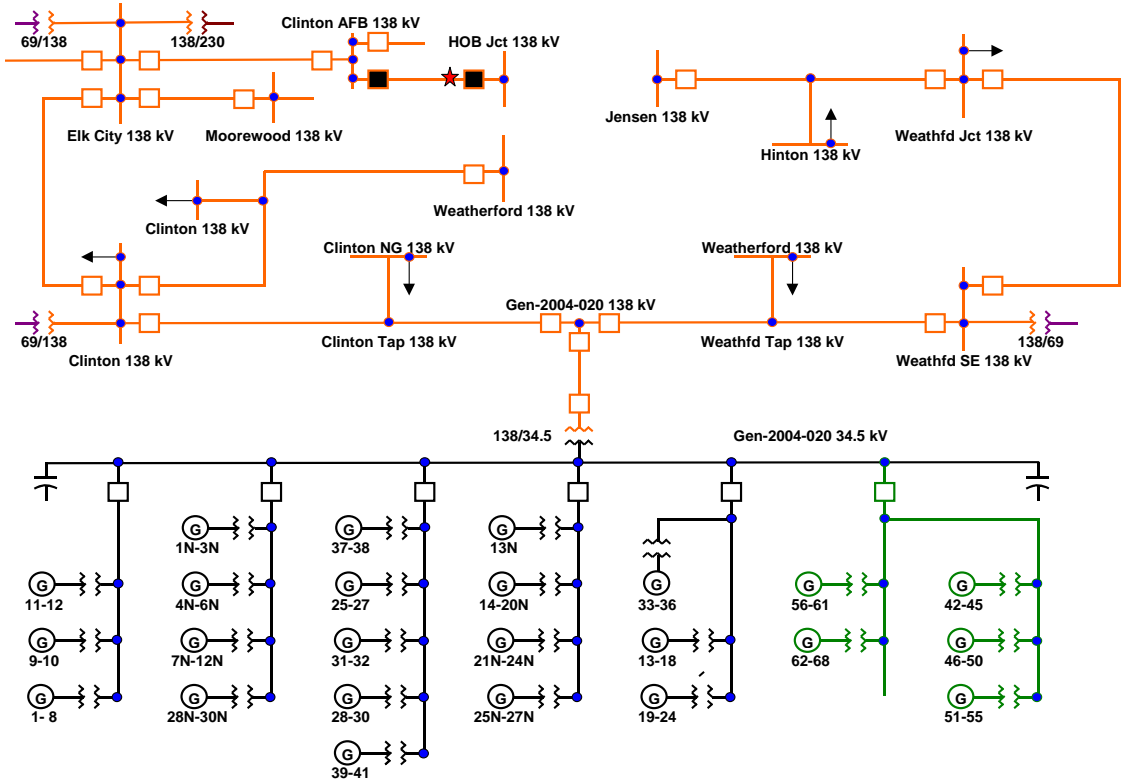 Clinton AFB 138 kV
69/138
138/230
HOB Jct 138 kV
Elk City 138 kV
Moorewood 138 kV
Jensen 138 kV
Hinton 138 kV
Weathfd Jct 138 kV
Clinton 138 kV
Weatherford 138 kV
Clinton NG 138 kV
Weatherford 138 kV
Gen-2004-020 138 kV
69/138
Clinton 138 kV
Clinton Tap 138 kV
Weathfd Tap 138 kV
138/69
Weathfd SE 138 kV
138/34.5
Gen-2004-020 34.5 kV
G
1N-3N
G
37-38
G
13N
G
11-12
G
4N-6N
G
25-27
G
14-20N
G
33-36
G
56-61
G
42-45
G
9-10
G
7N-12N
G
31-32
G
21N-24N
G
13-18
G
62-68
G
46-50
G
1- 8
G
28N-30N
G
28-30
G
25N-27N
G
19-24
G
51-55
G
39-41